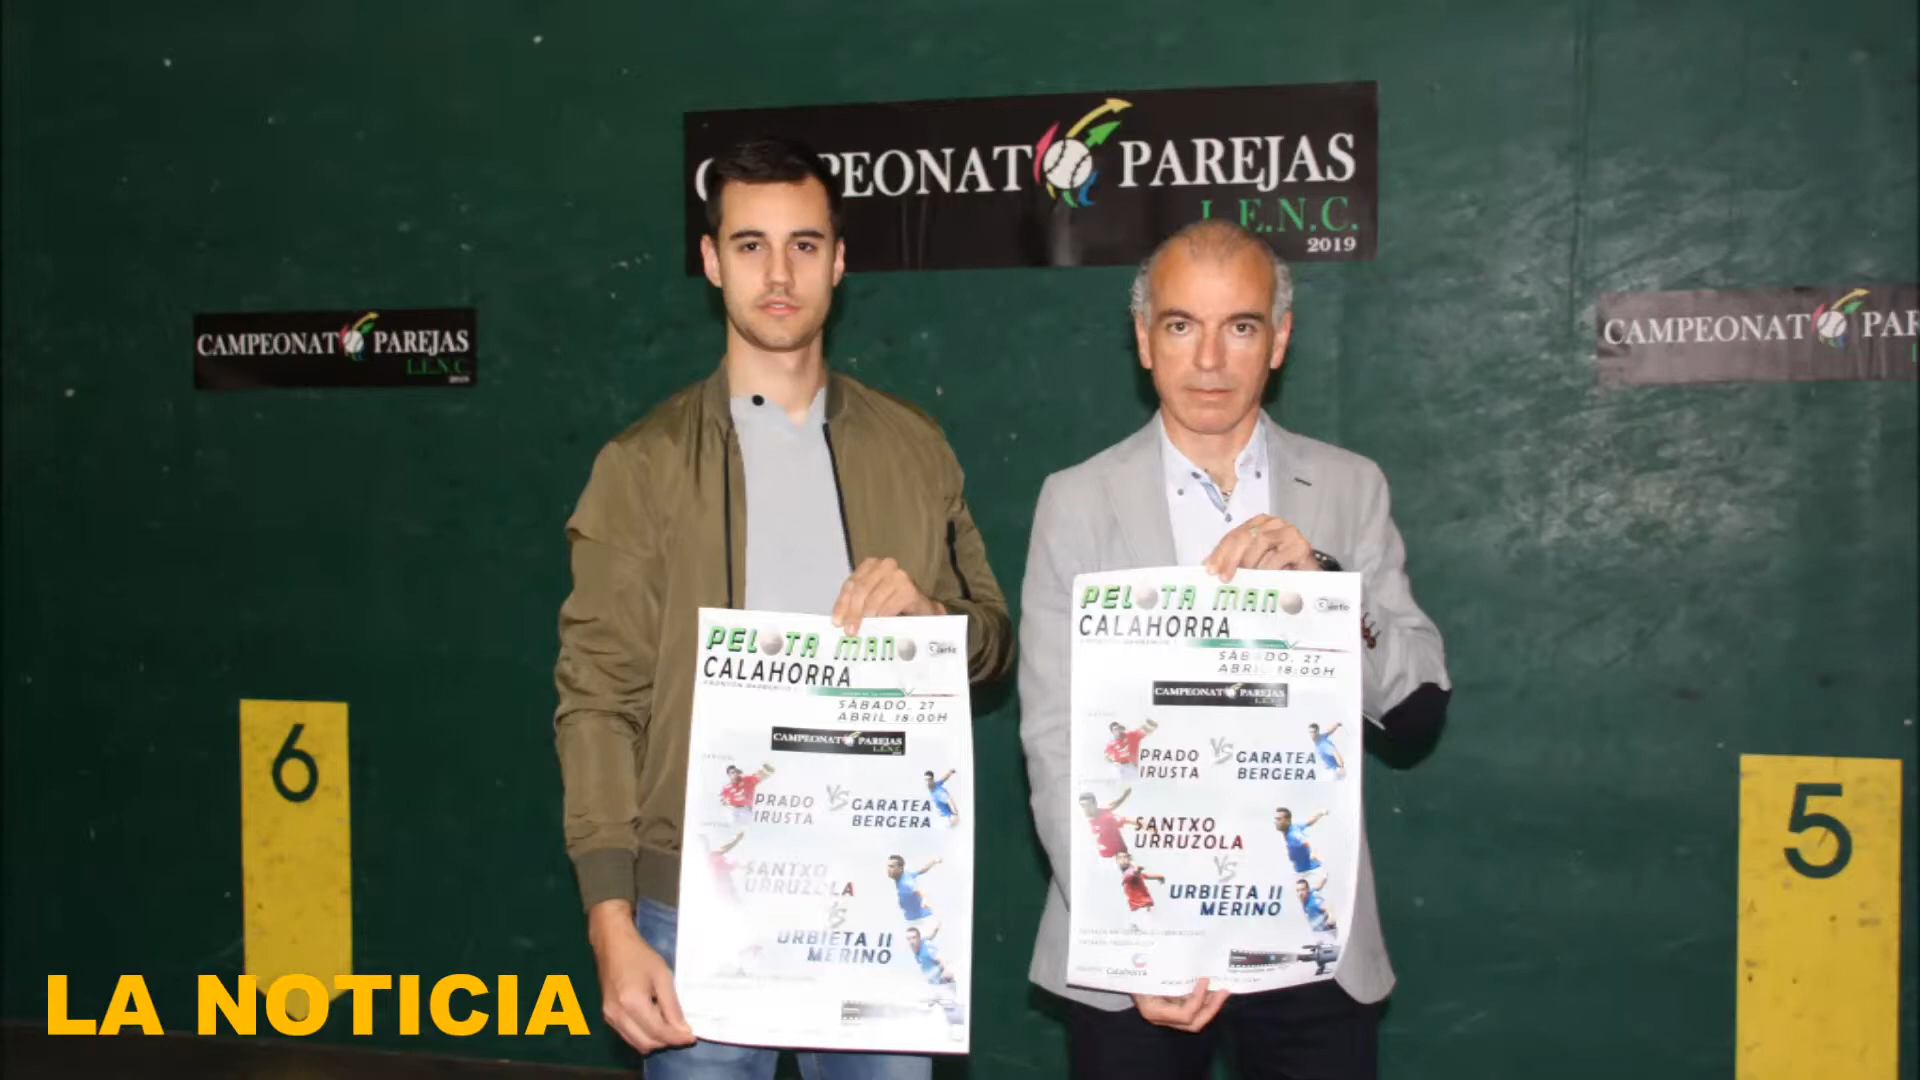 PEONATO PAREJAS
L.E.N.C.
2019
CAMPEONATO PAREJAS
L.E.N.C.
2019
CAMPEONATO PAR
6
5
PELOTA MANO
CALAHORRA
SÁBADO, 27
ABRIL 18:00H
CAMPEONATO PAREJAS
L.E.N.C.
PRADO
IRUSTA
VS
GARATEA
BERGERA
SANTXO
URRUZOLA
VS
URBIETA II
MERINO
PELOTA MANO
CALAHORRA
SÁBADO, 27
ABRIL 18:00H
CAMPEONATO PAREJAS
L.E.N.C.
PRADO
IRUSTA
VS
GARATEA
BERGERA
SANTXO
URRUZOLA
VS
URBIETA II
MERINO
Calahorra
LA NOTICIA